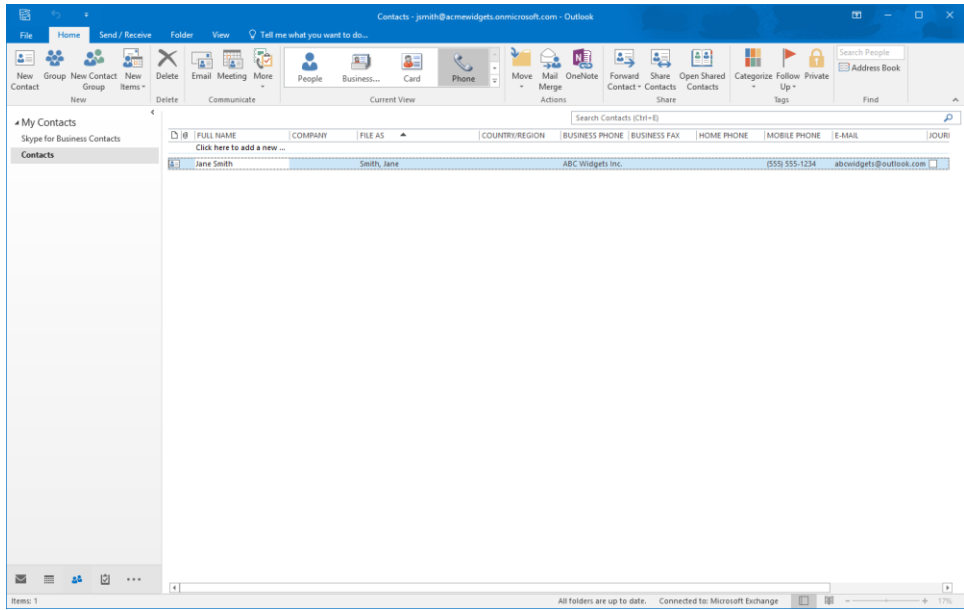 Contacts - jsmith@acmewidgets.onmicrosoft.com - Outlook
File Home Send / Receive Folder View Tell me what you want to do...
New Contact
Group
New Contact Group
New Items
Delete
Email
Meeting
More
People
Business...
Card
Phone
Move
Mail Merge
OneNote
Forward Contact
Share Contacts
Open Shared Contacts
Categorize
Follow Up
Private
Search People
Address Book
New Delete Communicate Current View Actions Share Tags Find
My Contacts
Skype for Business Contacts
Contacts
Search Contacts (Ctrl+E)
FULL NAME COMPANY FILE AS COUNTRY/REGION BUSINESS PHONE BUSINESS FAX HOME PHONE MOBILE PHONE E-MAIL JOURI
Click here to add a new ...
Jane Smith Smith, Jane ABC Widgets Inc. (555) 555-1234 abcwidgets@outlook.com
Items: 1 All folders are up to date. Connected to: Microsoft Exchange 17%